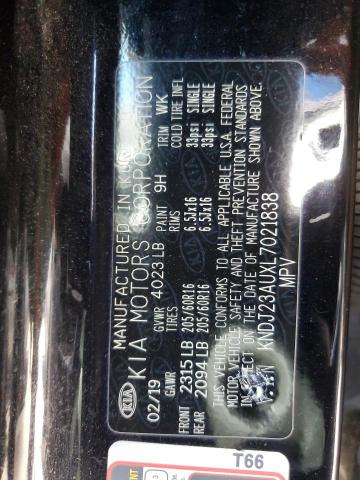 MANUFACTURED IN KOREA
KIA KIA MOTORS CORPORATION
02/19 GVWR 4023 LB PAINT 9H TRIM WK
GAWR RIMS COLD TIRE INFL
FRONT 2315 LB 205/60R16 6.5Jx16 33psi SINGLE
REAR 2094 LB 205/60R16 6.5Jx16 33psi SINGLE
THIS VEHICLE CONFORMS TO ALL APPLICABLE U.S.A. FEDERAL
MOTOR VEHICLE SAFETY AND THEFT PREVENTION STANDARDS
IN EFFECT ON THE DATE OF MANUFACTURE SHOWN ABOVE.
KNDJ23AUXL7021838
MPV
T66